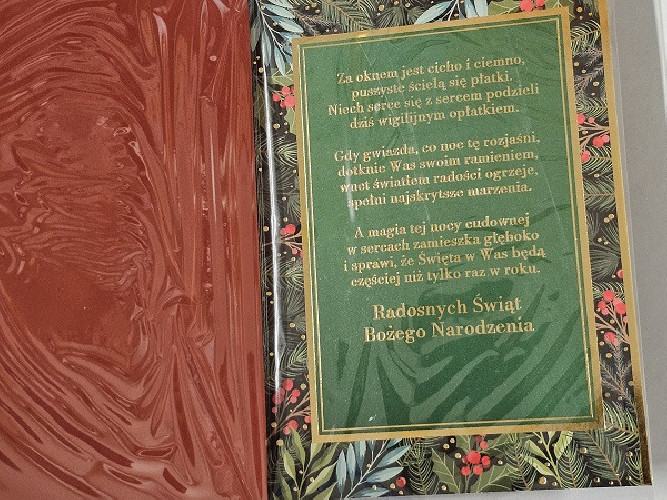 Za oknem jest cicho i ciemno,
puszyste ścielą się płatki.
Niech serce się z sercem podzieli
dziś wigilijnym opłatkiem.
Gdy gwiazda, co noc tę rozjaśni,
dotknie Was swoim ramieniem,
wnet światłem radości ogrzeje,
spełni najskrytsze marzenia.
A magia tej nocy cudownej
w sercach zamieszka głęboko
i sprawi, że Święta w Was będą
częściej niż tylko raz w roku.
Radosnych Świąt
Bożego Narodzenia